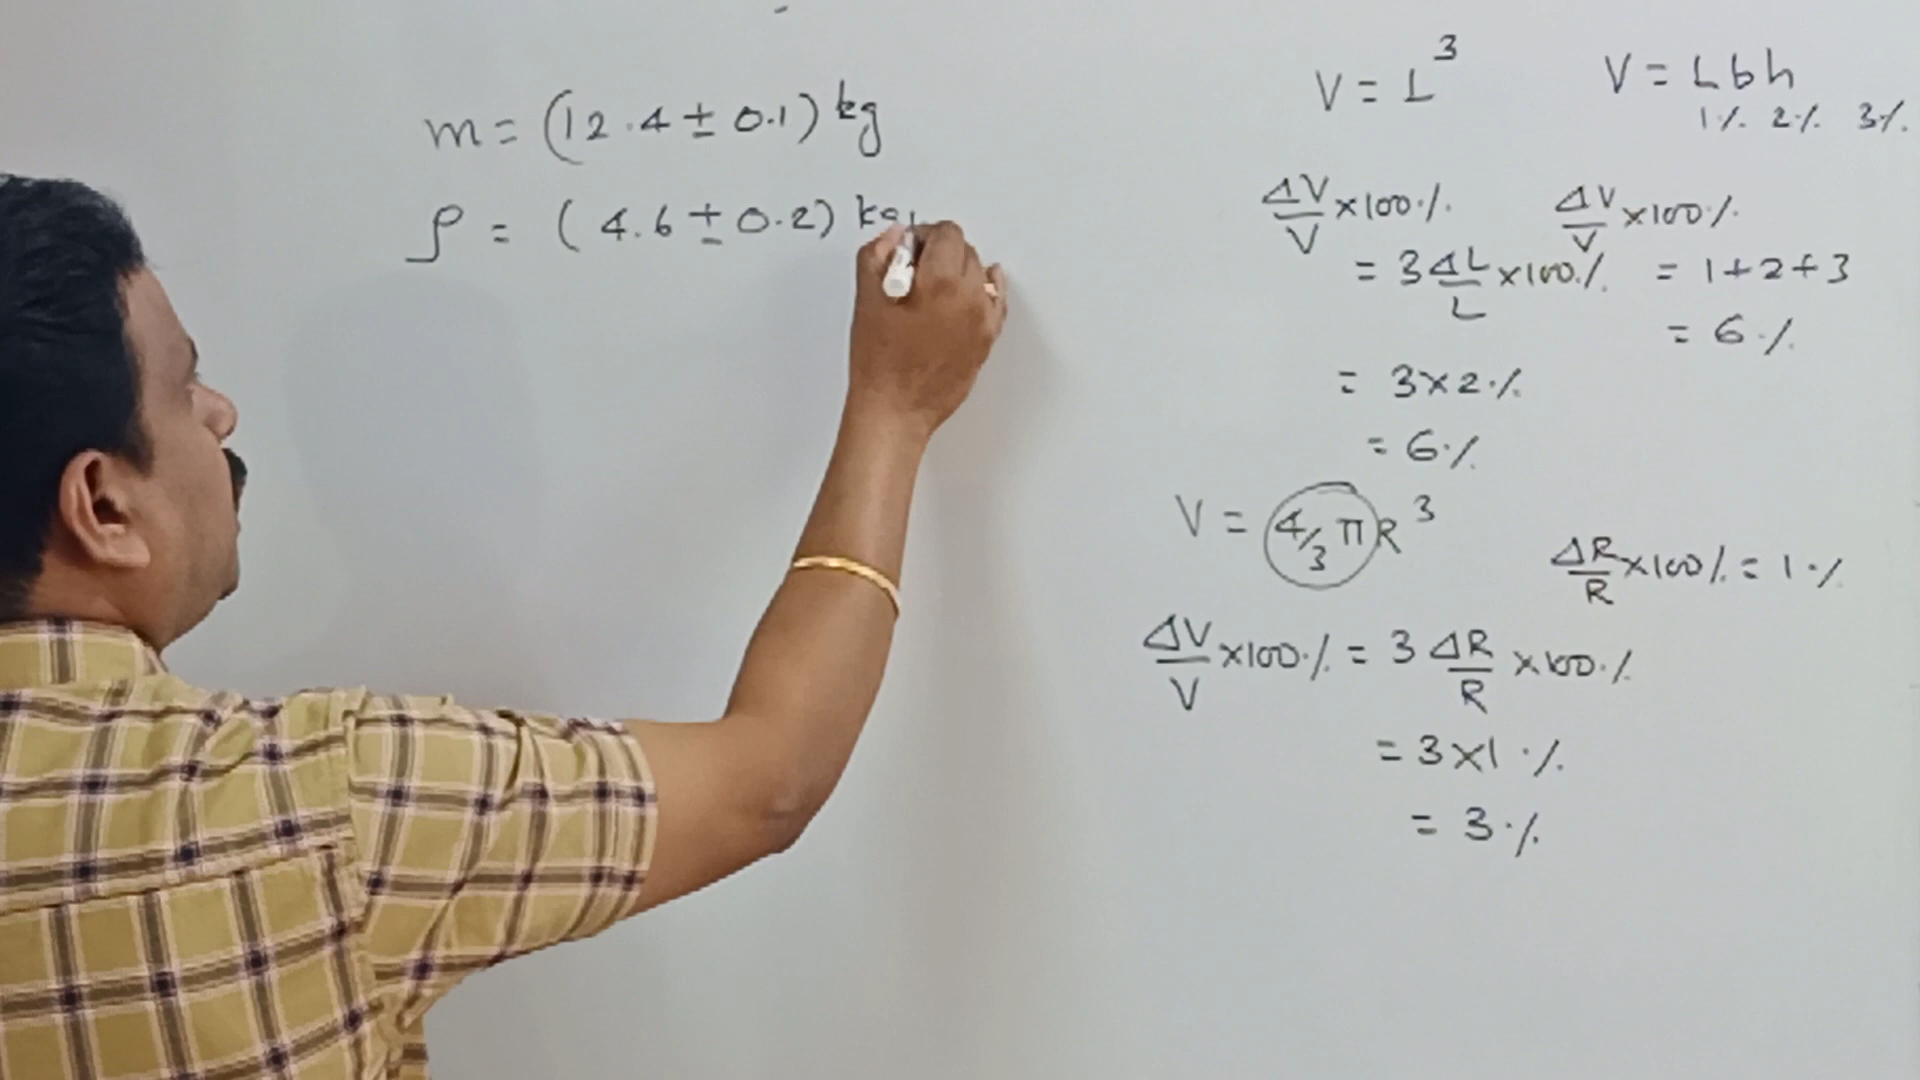 m = (12.4 ± 0.1) kg
ρ = (4.6 ± 0.2) kg
V = L³
V = L b h
1% 2% 3%
ΔV/V ×100%
= 3 ΔL/L ×100%
= 3×2%
= 6%
ΔV/V ×100%
= 1+2+3
= 6%
V = 4/3 π R³
ΔR/R ×100% = 1%
ΔV/V ×100% = 3 ΔR/R ×100%
= 3×1%
= 3%